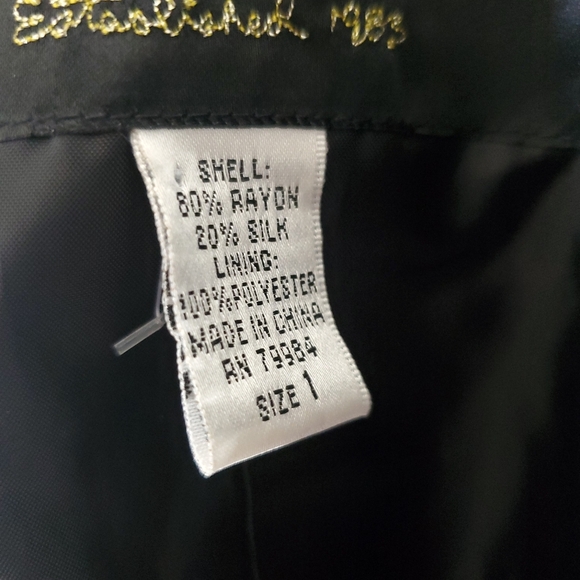 Established 1983
SHELL:
80% RAYON
20% SILK
LINING:
100%POLYESTER
MADE IN CHINA
RN 79984
SIZE 1